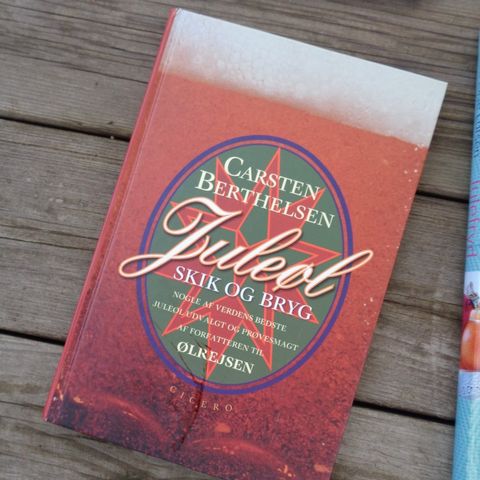 CARSTEN
BERTHELSEN
Juleøl
SKIK OG BRYG
NOGLE AF VERDENS BEDSTE
JULEØL UDVALGT OG PRØVESMAGT
AF FORFATTEREN TIL
ØLREJSEN
CICERO